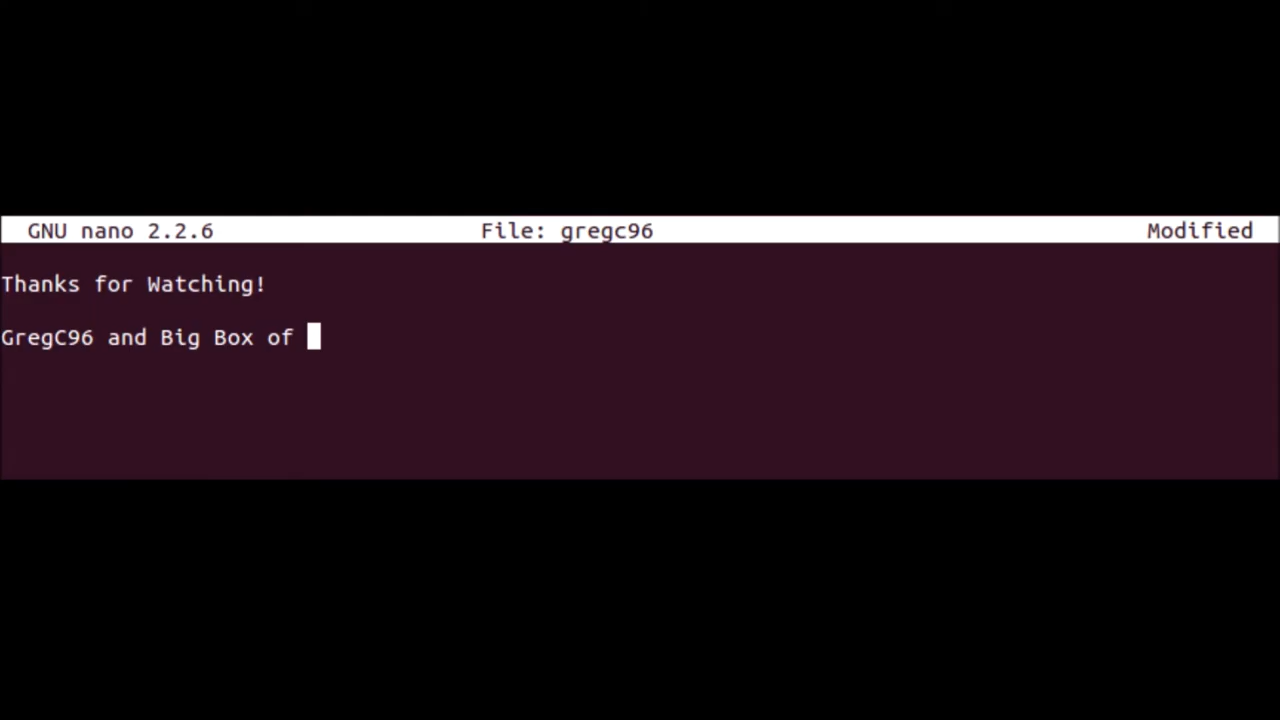 GNU nano 2.2.6 File: gregc96 Modified
Thanks for Watching!
GregC96 and Big Box of